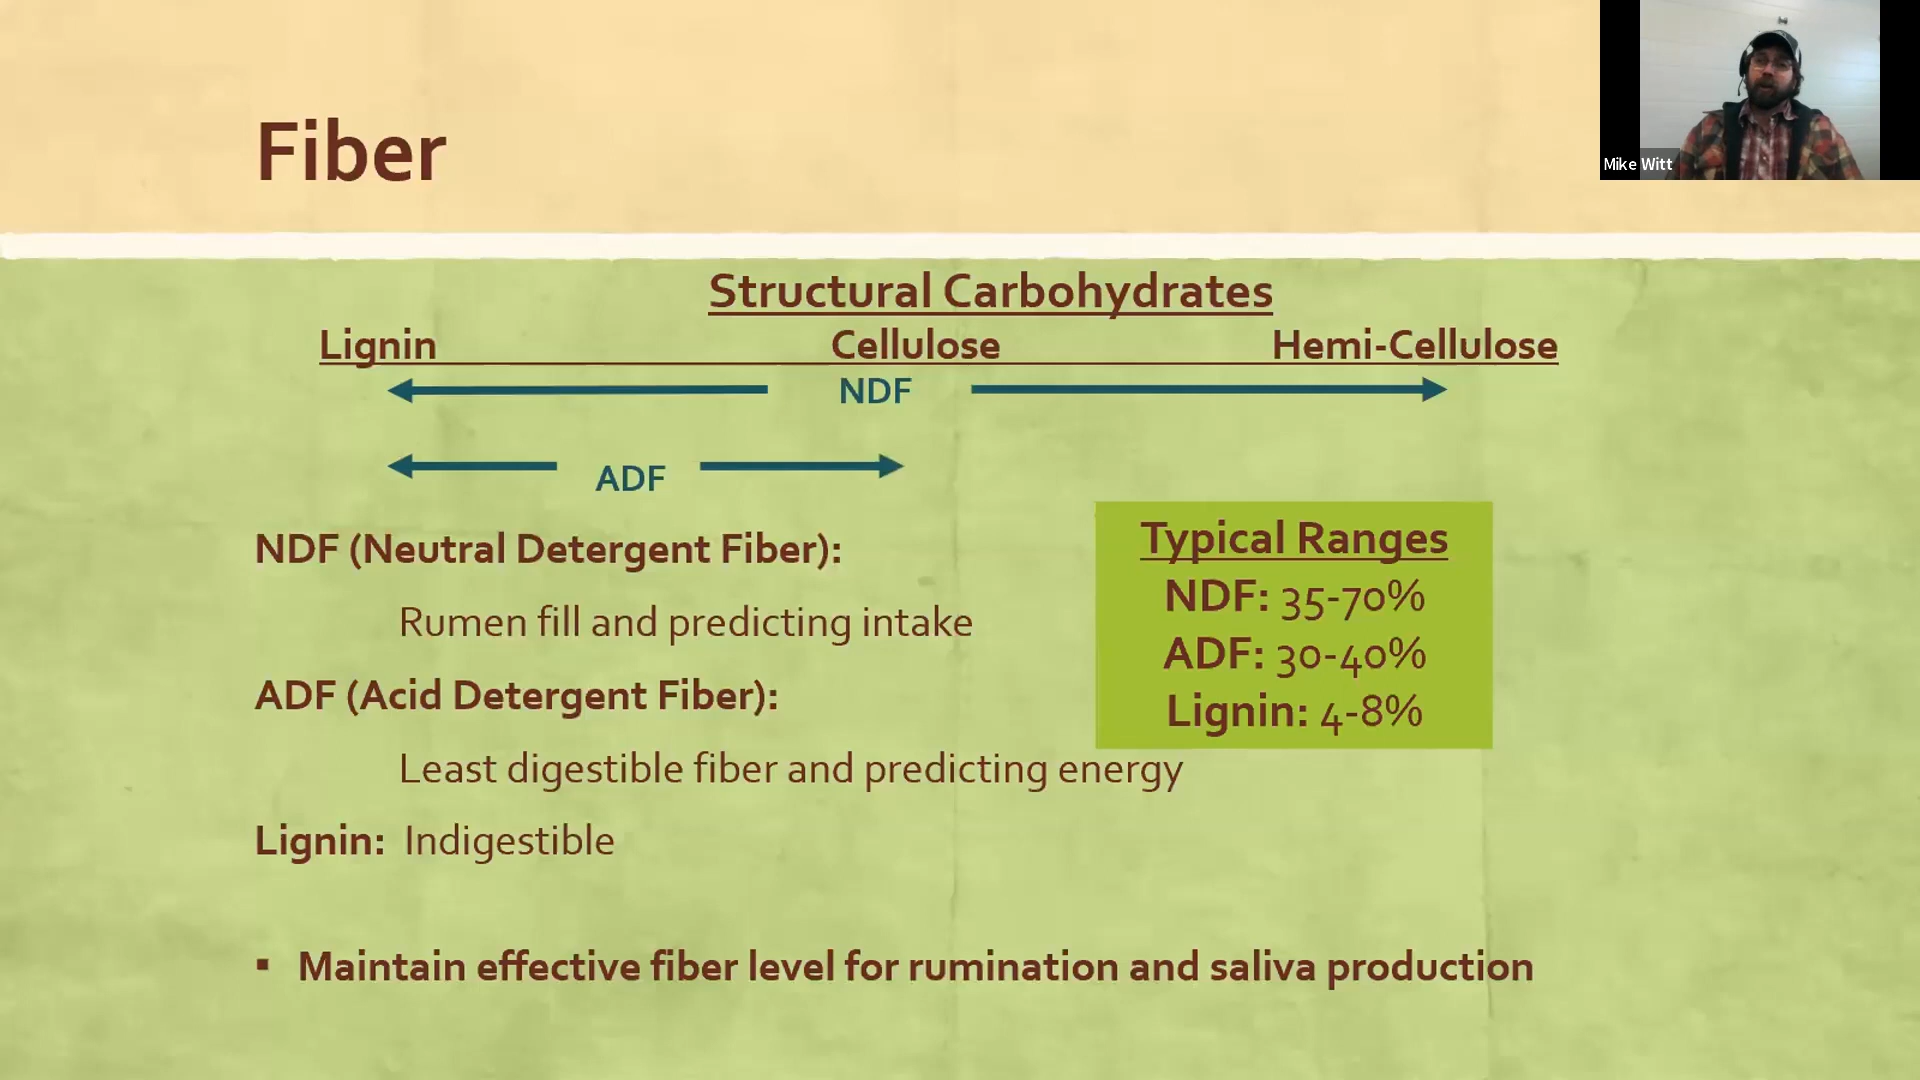 Fiber
Mike Witt
Structural Carbohydrates
Lignin Cellulose Hemi-Cellulose
NDF
ADF
NDF (Neutral Detergent Fiber):
Rumen fill and predicting intake
ADF (Acid Detergent Fiber):
Least digestible fiber and predicting energy
Lignin: Indigestible
Typical Ranges
NDF: 35-70%
ADF: 30-40%
Lignin: 4-8%
▪ Maintain effective fiber level for rumination and saliva production